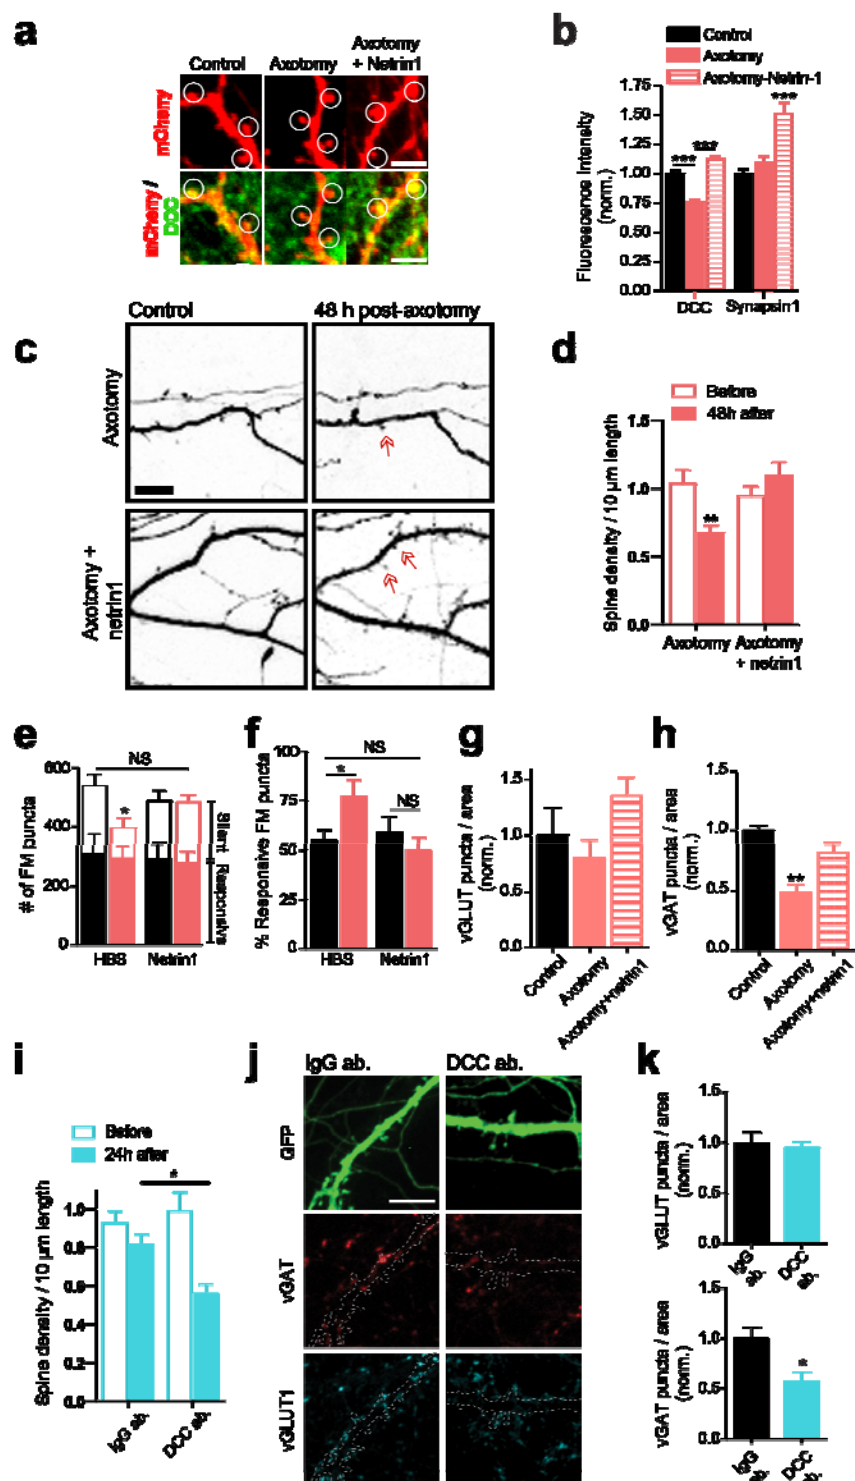 a
Control
Axotomy
Axotomy
+ Netrin1
mCherry
mCherry /
DCC
b
Control
Axotomy
Axotomy-Netrin-1
Fluorescence Intensity
(norm.)
1.75
1.50
1.25
1.00
0.75
0.50
0.25
0.00
***
***
***
DCC
Synapsin1
c
Control
48 h post-axotomy
Axotomy
Axotomy +
netrin1
d
Before
48h after
Spine density / 10 µm length
1.5
1.0
0.5
0.0
**
Axotomy
Axotomy
+ netrin1
e
# of FM puncta
600
400
200
0
NS
*
Silent
Responsive
HBS
Netrin1
f
% Responsive FM puncta
100
75
50
25
0
NS
*
NS
HBS
Netrin1
g
vGLUT puncta / area
(norm.)
1.5
1.0
0.5
0.0
Control
Axotomy
Axotomy+netrin1
h
vGAT puncta / area
(norm.)
1.5
1.0
0.5
0.0
**
Control
Axotomy
Axotomy+netrin1
i
Before
24h after
Spine density / 10 µm length
1.0
0.8
0.6
0.4
0.2
0.0
*
IgG ab.
DCC ab.
j
IgG ab.
DCC ab.
GFP
vGAT
vGLUT1
k
vGLUT puncta / area
(norm.)
1.5
1.0
0.5
0.0
IgG
ab.
DCC
ab.
vGAT puncta / area
(norm.)
1.5
1.0
0.5
0.0
*
IgG
ab.
DCC
ab.